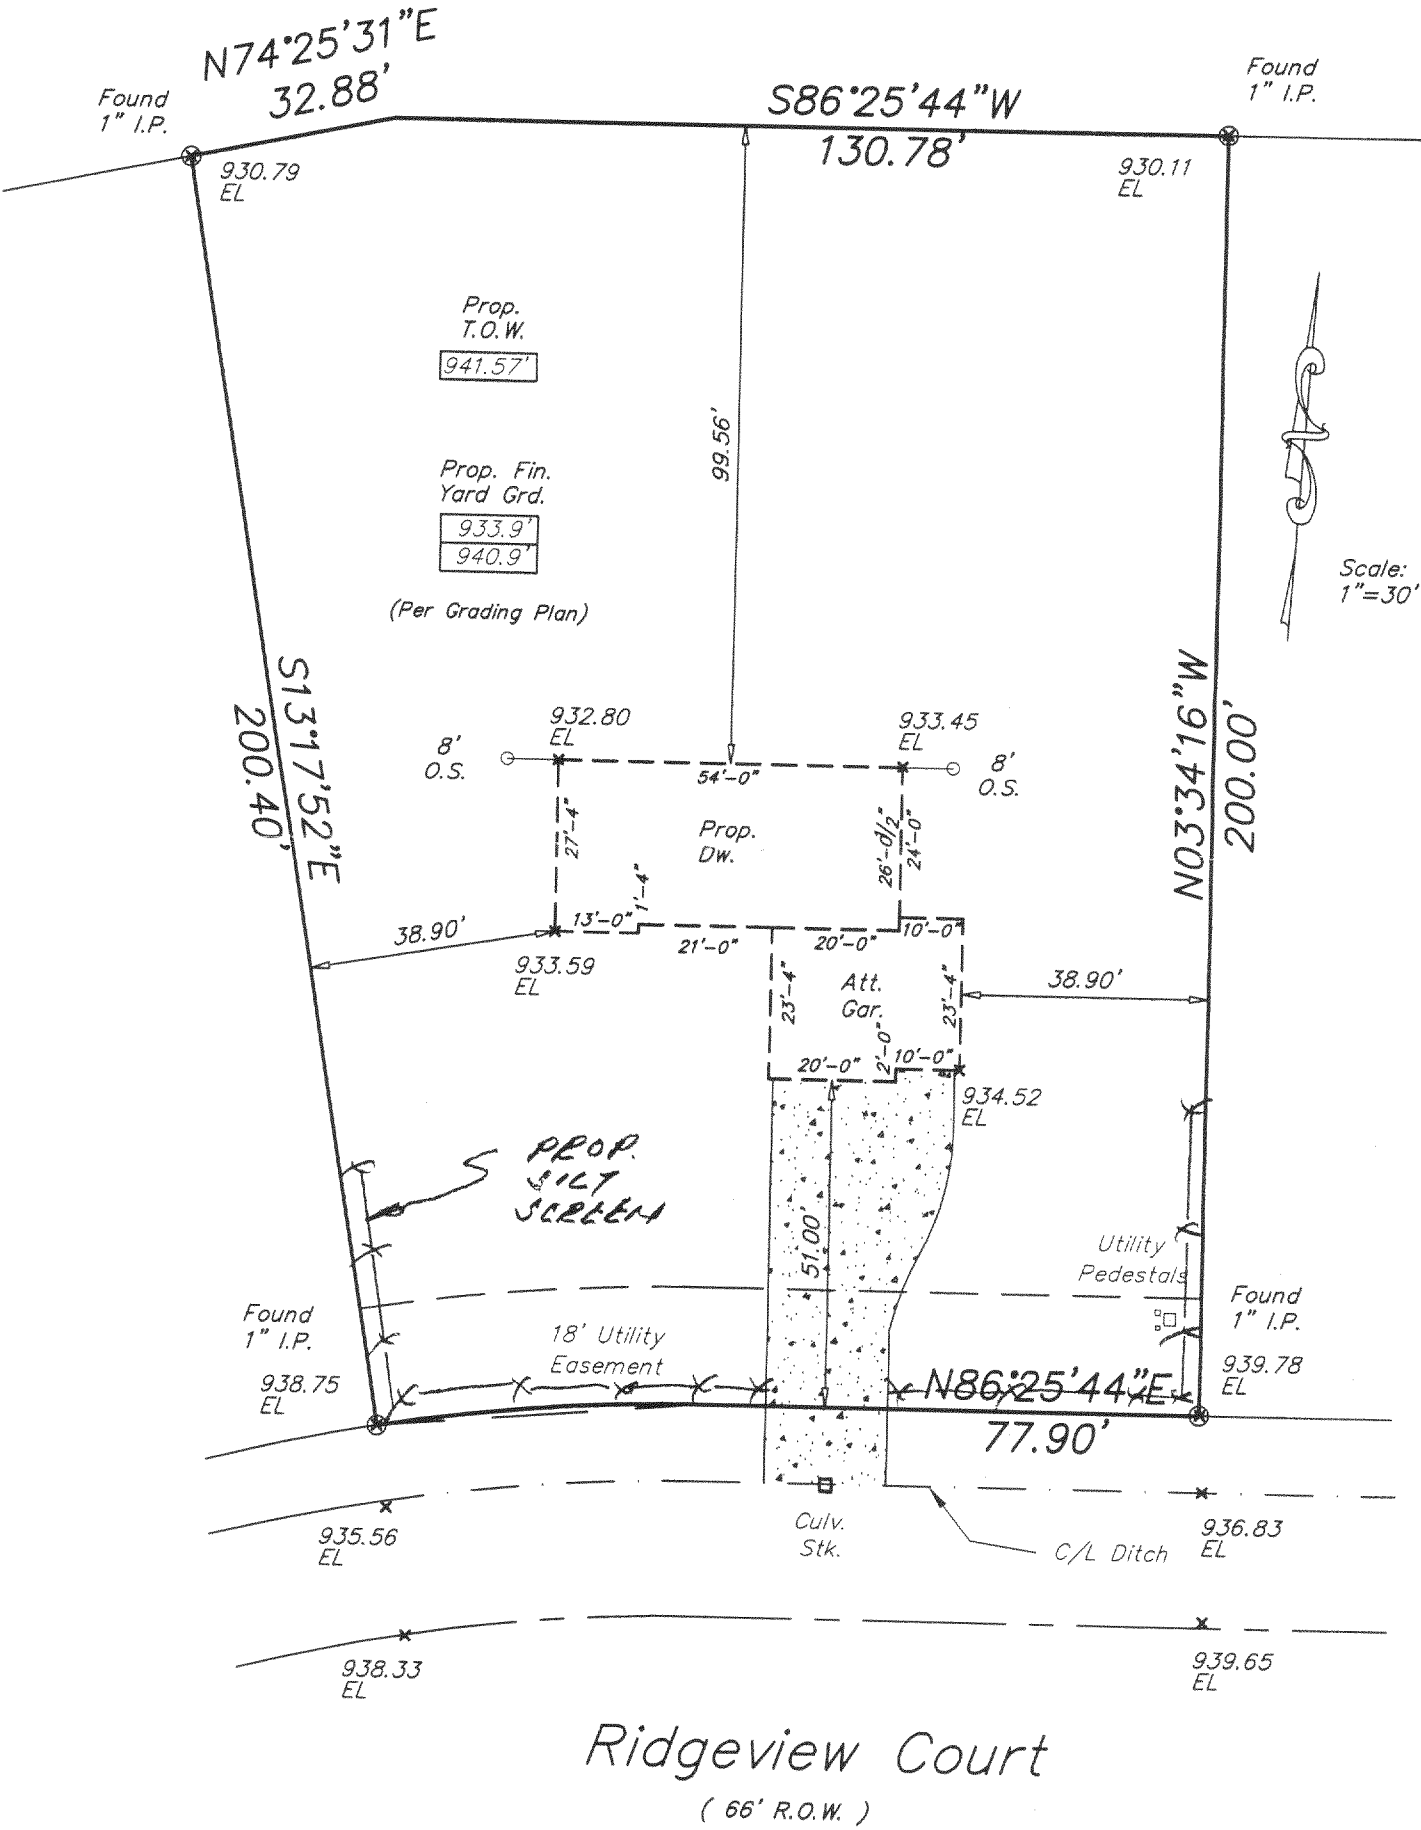 N74°25'31"E
32.88'
Found
1" I.P.
S86°25'44"W
130.78'
Found
1" I.P.
930.79
EL
930.11
EL
Prop.
T.O.W.
941.57'
99.56'
Prop. Fin.
Yard Grd.
933.9'
940.9'
(Per Grading Plan)
Scale:
1"=30'
S13°17'52"E
200.40'
N03°34'16"W
200.00'
932.80
EL
933.45
EL
8'
O.S.
8'
O.S.
54'-0"
27'-4"
Prop.
Dw.
24'-0"
1'-4"
13'-0"
21'-0"
20'-0"
10'-0"
38.90'
933.59
EL
23'-4"
Att.
Gar.
23'-4"
38.90'
2'-0"
20'-0"
10'-0"
934.52
EL
PROP.
SILT
SCREEN
51.00'
Utility
Pedestals
Found
1" I.P.
Found
1" I.P.
18' Utility
Easement
938.75
EL
939.78
EL
N86°25'44"E
77.90'
935.56
EL
Culv.
Stk.
C/L Ditch
936.83
EL
938.33
EL
939.65
EL
Ridgeview Court
( 66' R.O.W. )